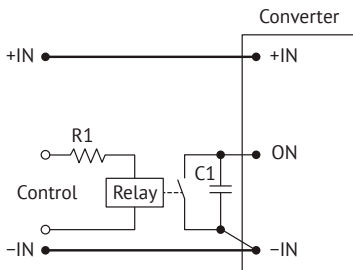 Converter
+IN
+IN
R1
ON
C1
Control
Relay
−IN
−IN